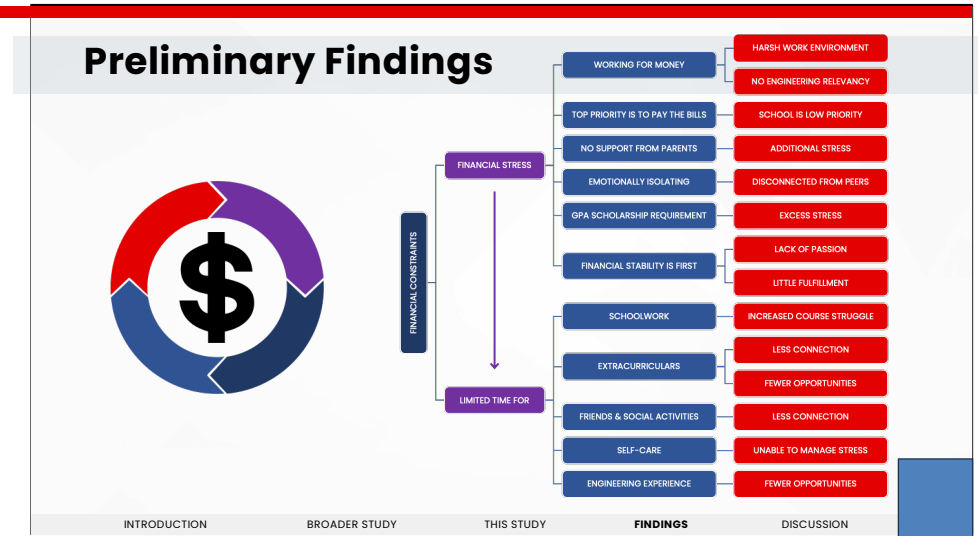 Preliminary Findings
$
FINANCIAL CONSTRAINTS
FINANCIAL STRESS
WORKING FOR MONEY
HARSH WORK ENVIRONMENT
NO ENGINEERING RELEVANCY
TOP PRIORITY IS TO PAY THE BILLS
SCHOOL IS LOW PRIORITY
NO SUPPORT FROM PARENTS
ADDITIONAL STRESS
EMOTIONALLY ISOLATING
DISCONNECTED FROM PEERS
GPA SCHOLARSHIP REQUIREMENT
EXCESS STRESS
FINANCIAL STABILITY IS FIRST
LACK OF PASSION
LITTLE FULFILLMENT
LIMITED TIME FOR
SCHOOLWORK
INCREASED COURSE STRUGGLE
EXTRACURRICULARS
LESS CONNECTION
FEWER OPPORTUNITIES
FRIENDS & SOCIAL ACTIVITIES
LESS CONNECTION
SELF-CARE
UNABLE TO MANAGE STRESS
ENGINEERING EXPERIENCE
FEWER OPPORTUNITIES
INTRODUCTION
BROADER STUDY
THIS STUDY
FINDINGS
DISCUSSION